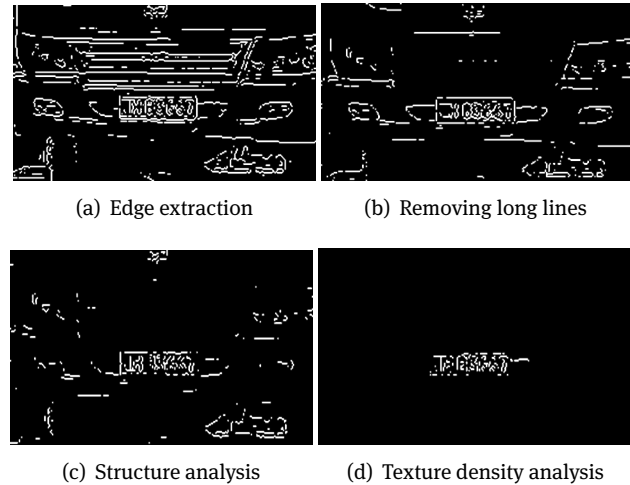 (a) Edge extraction
(b) Removing long lines
(c) Structure analysis
(d) Texture density analysis